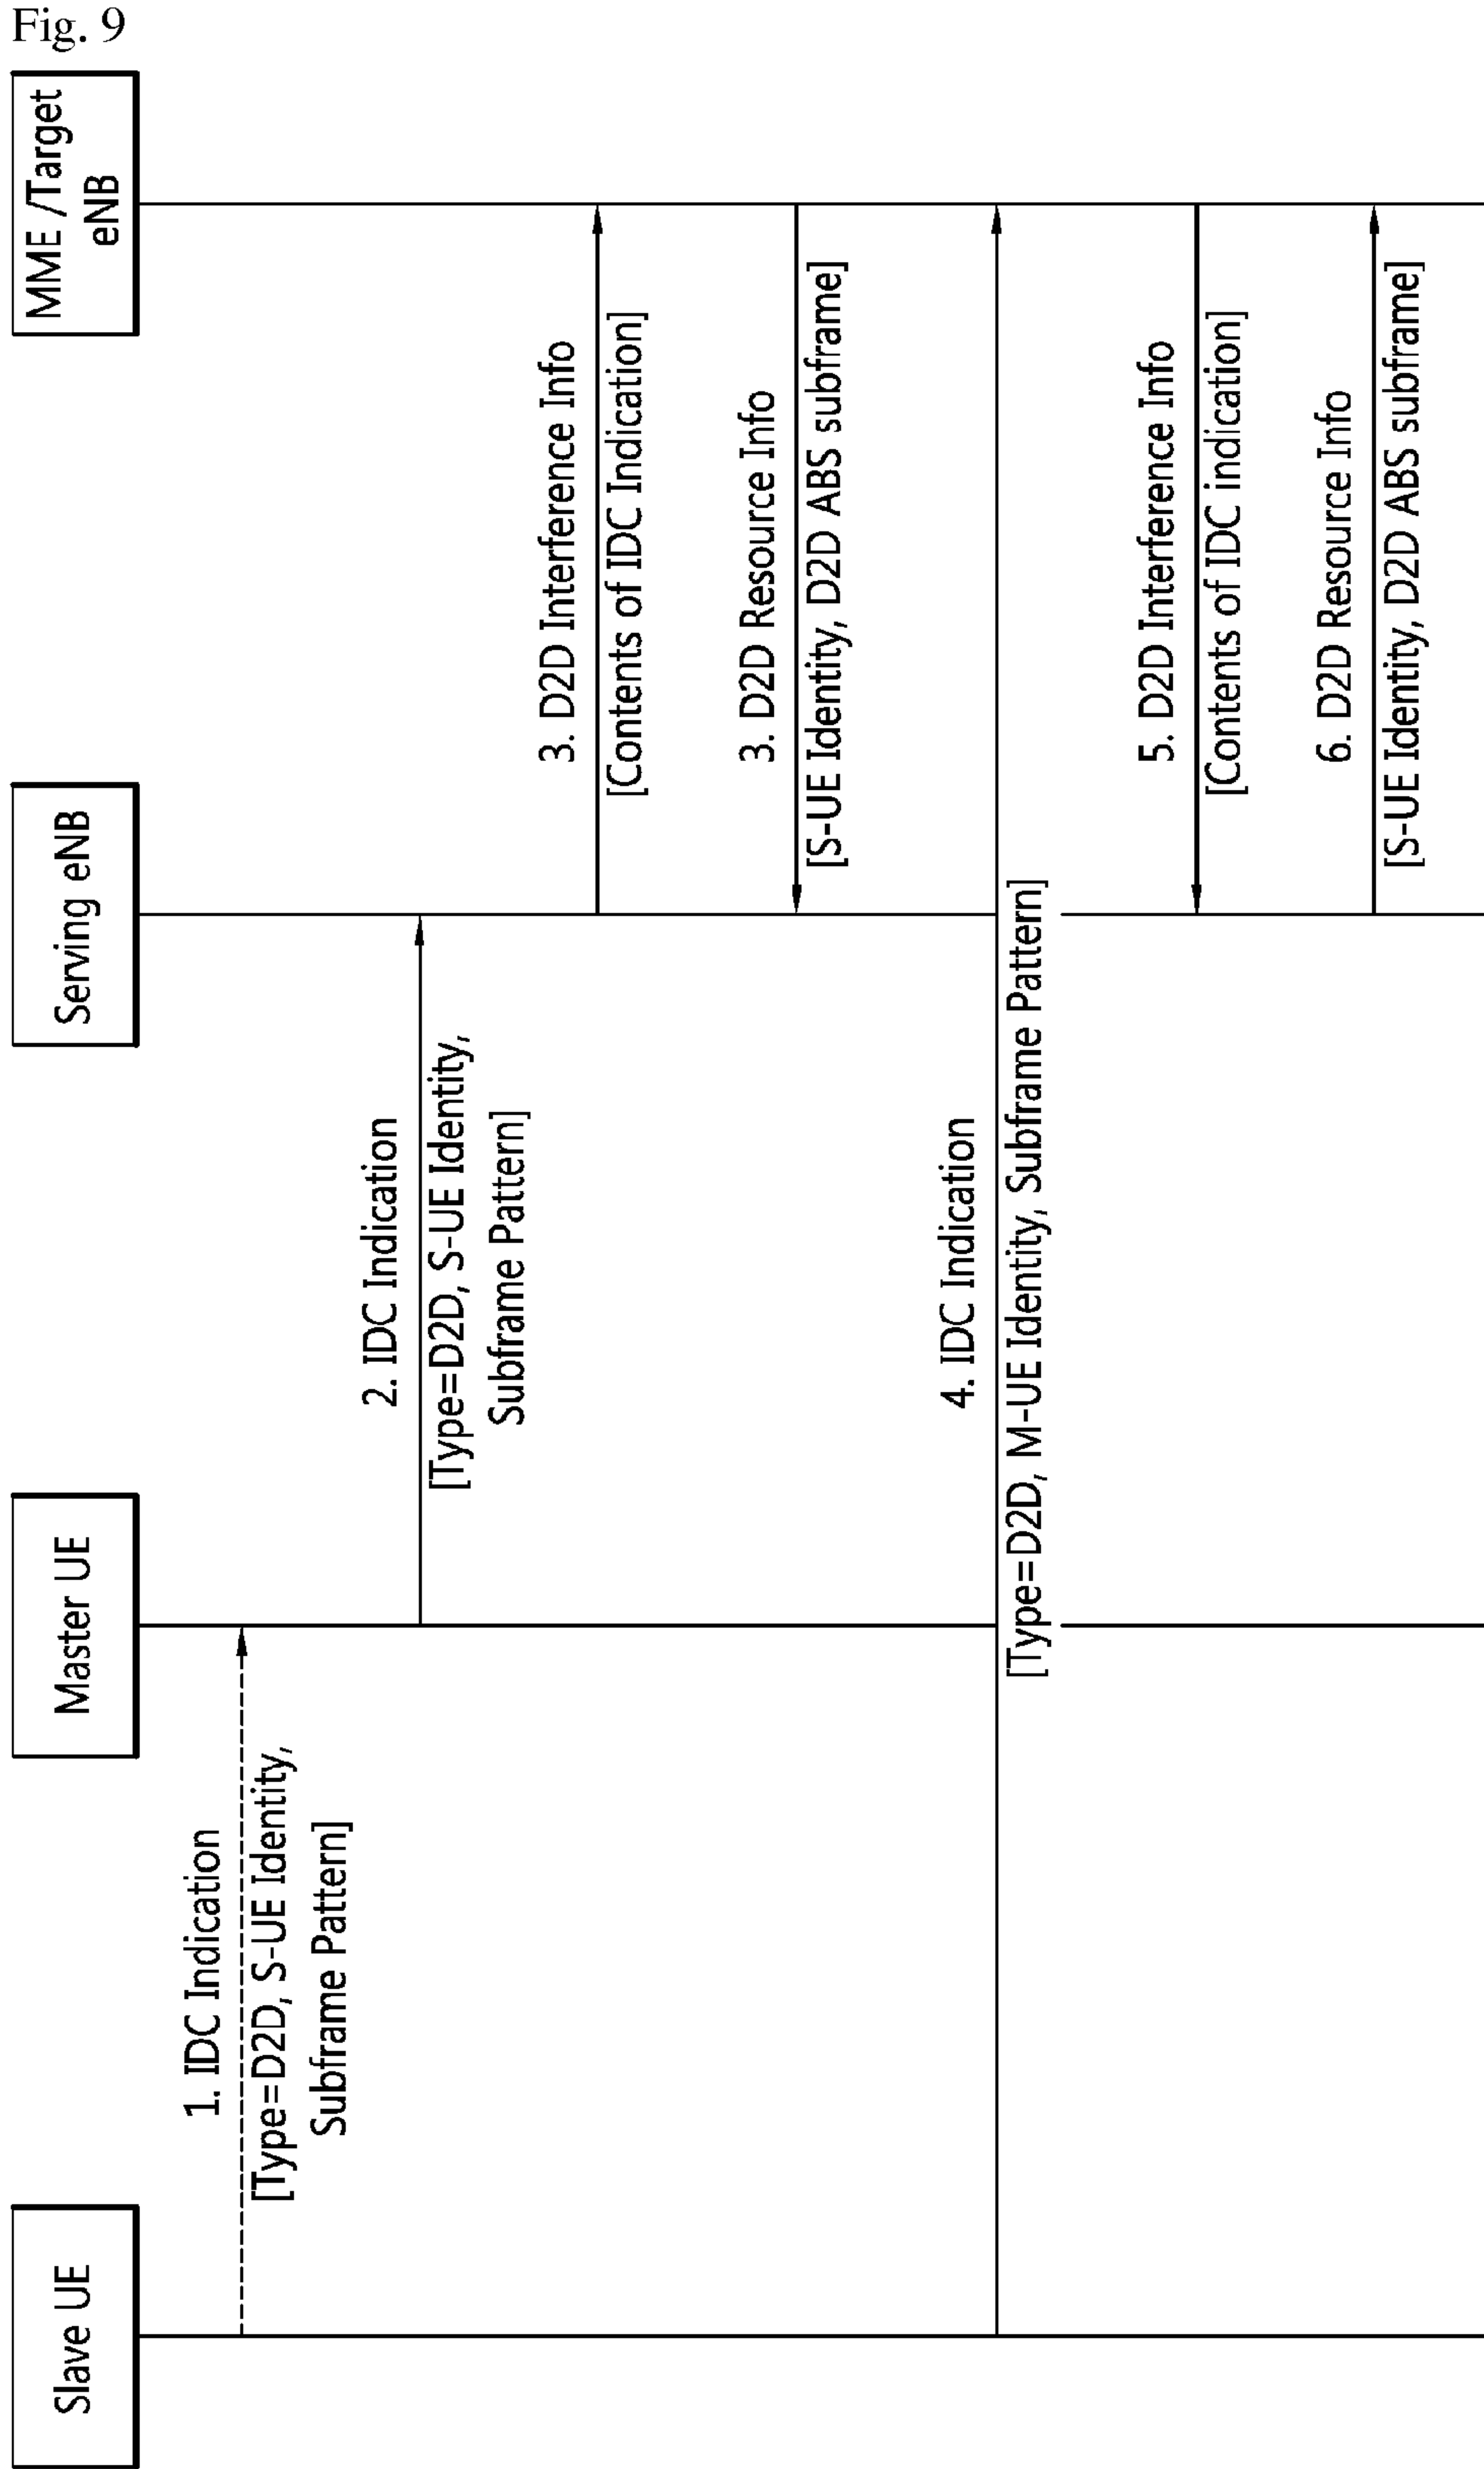 Fig. 9
Slave UE
Master UE
Serving eNB
MME /Target
eNB
1. IDC Indication
[Type=D2D, S-UE Identity,
Subframe Pattern]
2. IDC Indication
[Type=D2D, S-UE Identity,
Subframe Pattern]
3. D2D Interference Info
[Contents of IDC Indication]
3. D2D Resource Info
[S-UE Identity, D2D ABS subframe]
4. IDC Indication
[Type=D2D, M-UE Identity, Subframe Pattern]
5. D2D Interference Info
[Contents of IDC indication]
6. D2D Resource Info
[S-UE Identity, D2D ABS subframe]